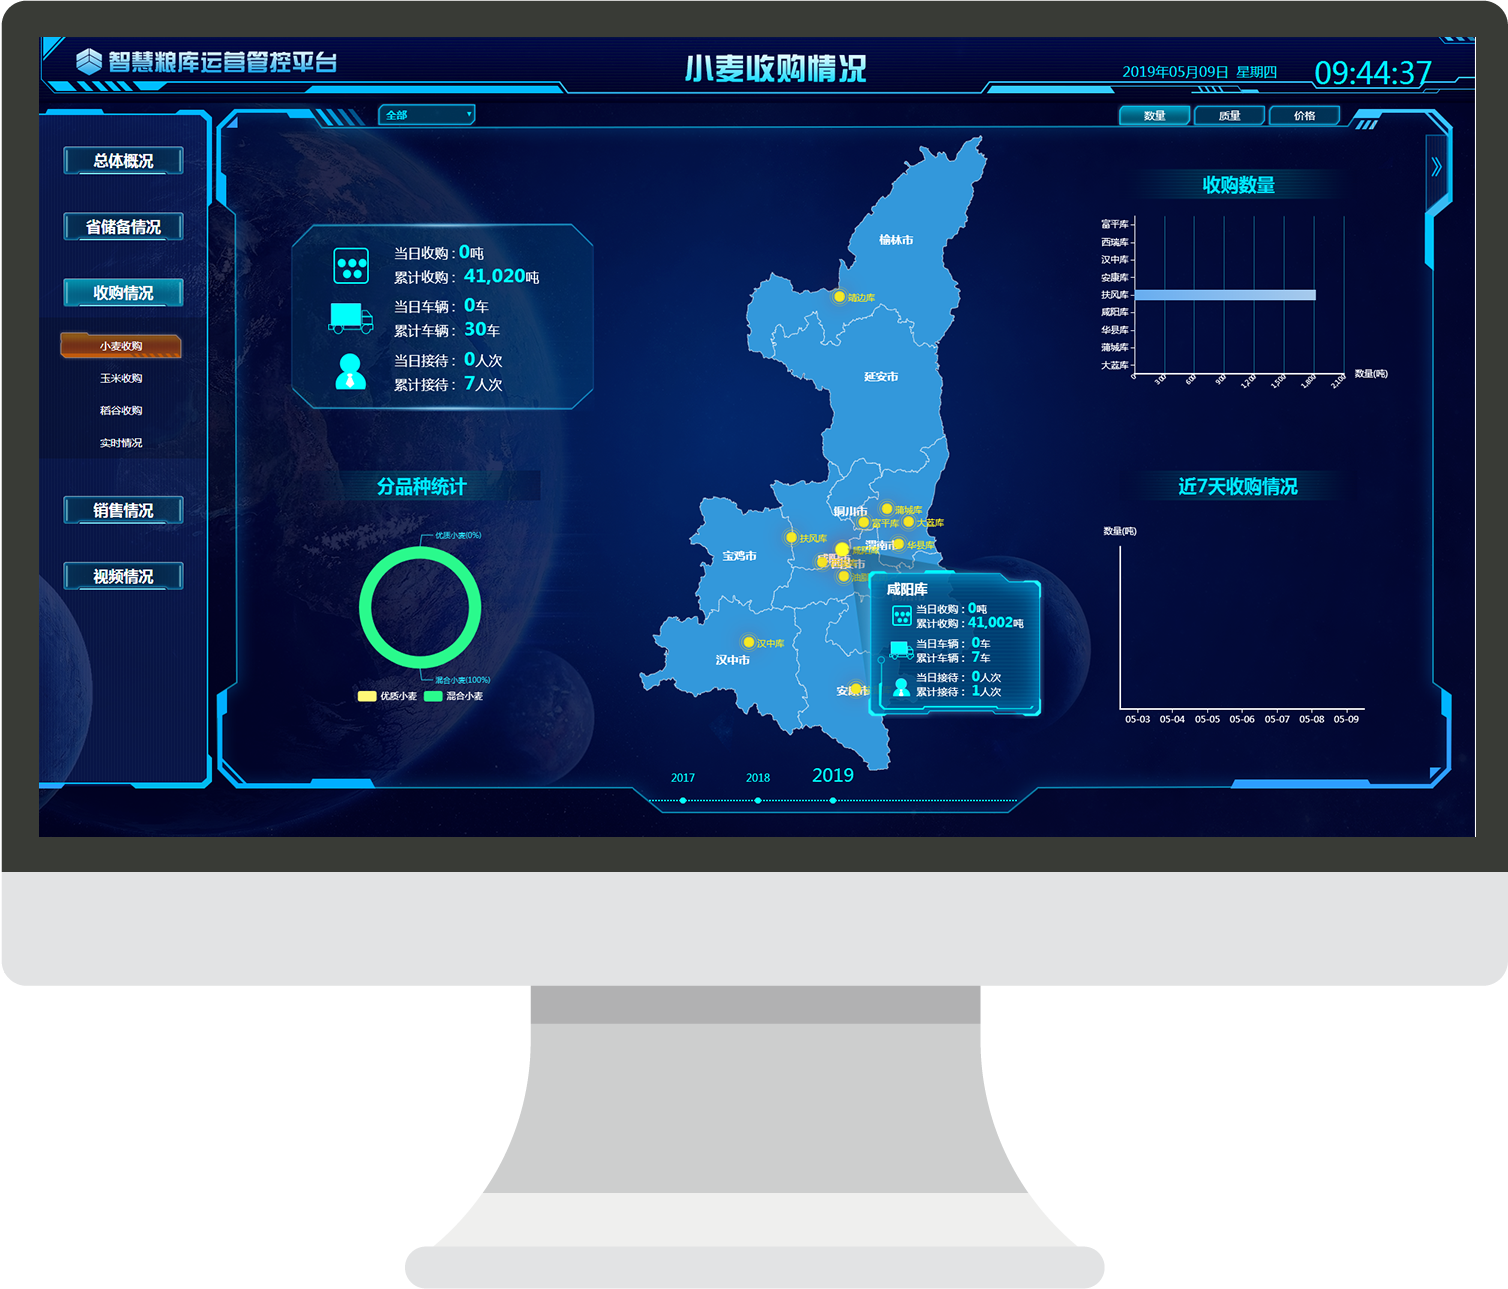 智慧粮库运营管控平台
小麦收购情况
2019年05月09日 星期四
09:44:37
全部
数量
质量
价格
总体概况
省储备情况
收购情况
小麦收购
玉米收购
稻谷收购
实时情况
销售情况
视频情况
当日收购：0吨
累计收购：41,020吨
当日车辆：0车
累计车辆：30车
当日接待：0人次
累计接待：7人次
分品种统计
优质小麦(0%)
混合小麦(100%)
优质小麦
混合小麦
榆林市
靖边库
延安市
铜川市
蒲城库
富平库
大荔库
扶风库
渭南市
华县库
宝鸡市
咸阳市
西安市
汉中库
汉中市
安康市
咸阳库
当日收购：0吨
累计收购：41,002吨
当日车辆：0车
累计车辆：7车
当日接待：0人次
累计接待：1人次
2017
2018
2019
收购数量
富平库
西瑞库
汉中库
安康库
扶风库
咸阳库
华县库
蒲城库
大荔库
0
300
600
900
1,200
1,500
1,800
2,100
数量(吨)
近7天收购情况
数量(吨)
05-03
05-04
05-05
05-06
05-07
05-08
05-09